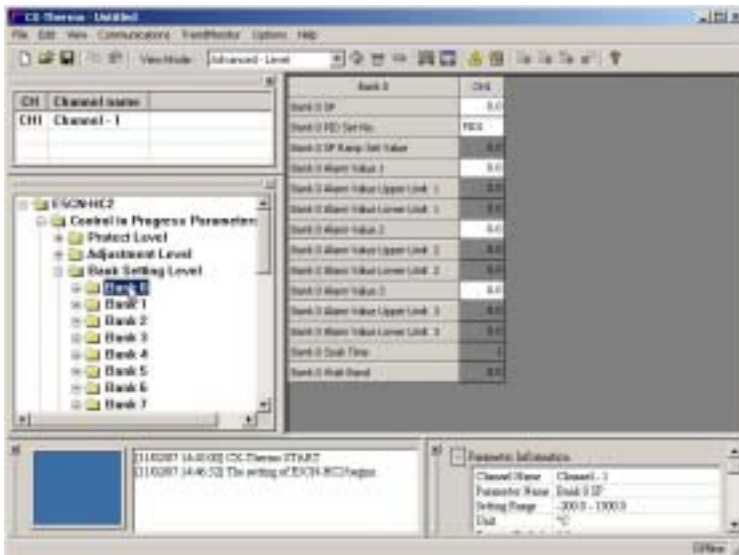 CX-Thermo - Untitled
File Edit View Communications TrendMonitor Options Help
View Mode: Advanced - Level
CH Channel name
CH1 Channel - 1
Control in Progress Parameters
Protect Level
Adjustment Level
Bank Setting Level
Bank 0
Bank 1
Bank 2
Bank 3
Bank 4
Bank 5
Bank 6
Bank 7
Bank 0 CH1
Bank 0 SP 0.0
Bank 0 PID Set No.
Bank 0 SP Ramp Set Value 0.0
Bank 0 Alarm Value 1 0.0
Bank 0 Alarm Value Upper Limit 1 0.0
Bank 0 Alarm Value Lower Limit 1 0.0
Bank 0 Alarm Value 2 0.0
Bank 0 Alarm Value Upper Limit 2 0.0
Bank 0 Alarm Value Lower Limit 2 0.0
Bank 0 Alarm Value 3 0.0
Bank 0 Alarm Value Upper Limit 3 0.0
Bank 0 Alarm Value Lower Limit 3 0.0
Bank 0 Soak Time 1
Bank 0 Wait Band 0.0
CX-Thermo START
The setting of begins.
Parameter Information
Channel Name Channel - 1
Parameter Name Bank 0 SP
Setting Range
Unit °C
Offline